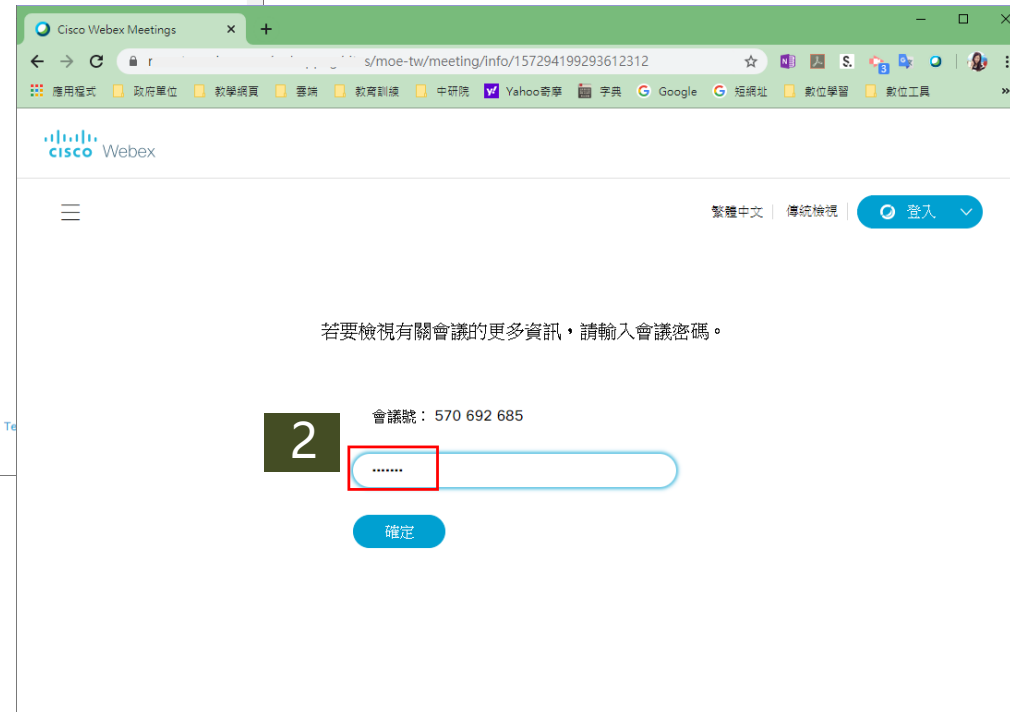 Cisco Webex Meetings
s/moe-tw/meeting/info/157294199293612312
應用程式 政府單位 教學網頁 雲端 教育訓練 中研院 Yahoo奇摩 字典 Google 短網址 數位學習 數位工具 »
cisco Webex
繁體中文 傳統檢視 登入
若要檢視有關會議的更多資訊，請輸入會議密碼。
會議號： 570 692 685
Te
2
•••••••
確定